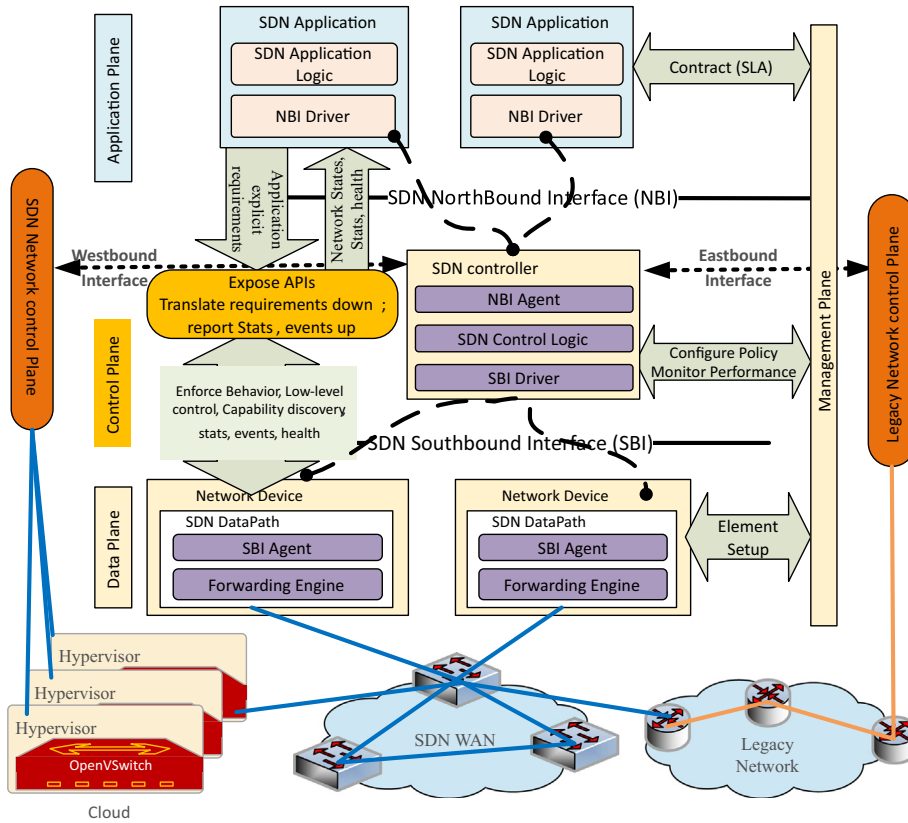 Application Plane
SDN Application
SDN Application
Logic
NBI Driver
SDN Application
SDN Application
Logic
NBI Driver
Contract (SLA)
Application
explicit
requirements
Network States,
Stats, health
SDN NorthBound Interface (NBI)
SDN Network control Plane
Westbound
Interface
Expose APIs
Translate requirements down ;
report Stats , events up
SDN controller
NBI Agent
SDN Control Logic
SBI Driver
Eastbound
Interface
Management Plane
Legacy Network control Plane
Control Plane
Configure Policy
Monitor Performance
Enforce Behavior, Low-level
control, Capability discovery,
stats, events, health
SDN Southbound Interface (SBI)
Data Plane
Network Device
SDN DataPath
SBI Agent
Forwarding Engine
Network Device
SDN DataPath
SBI Agent
Forwarding Engine
Element
Setup
Hypervisor
Hypervisor
Hypervisor
OpenVSwitch
Cloud
SDN WAN
Legacy
Network